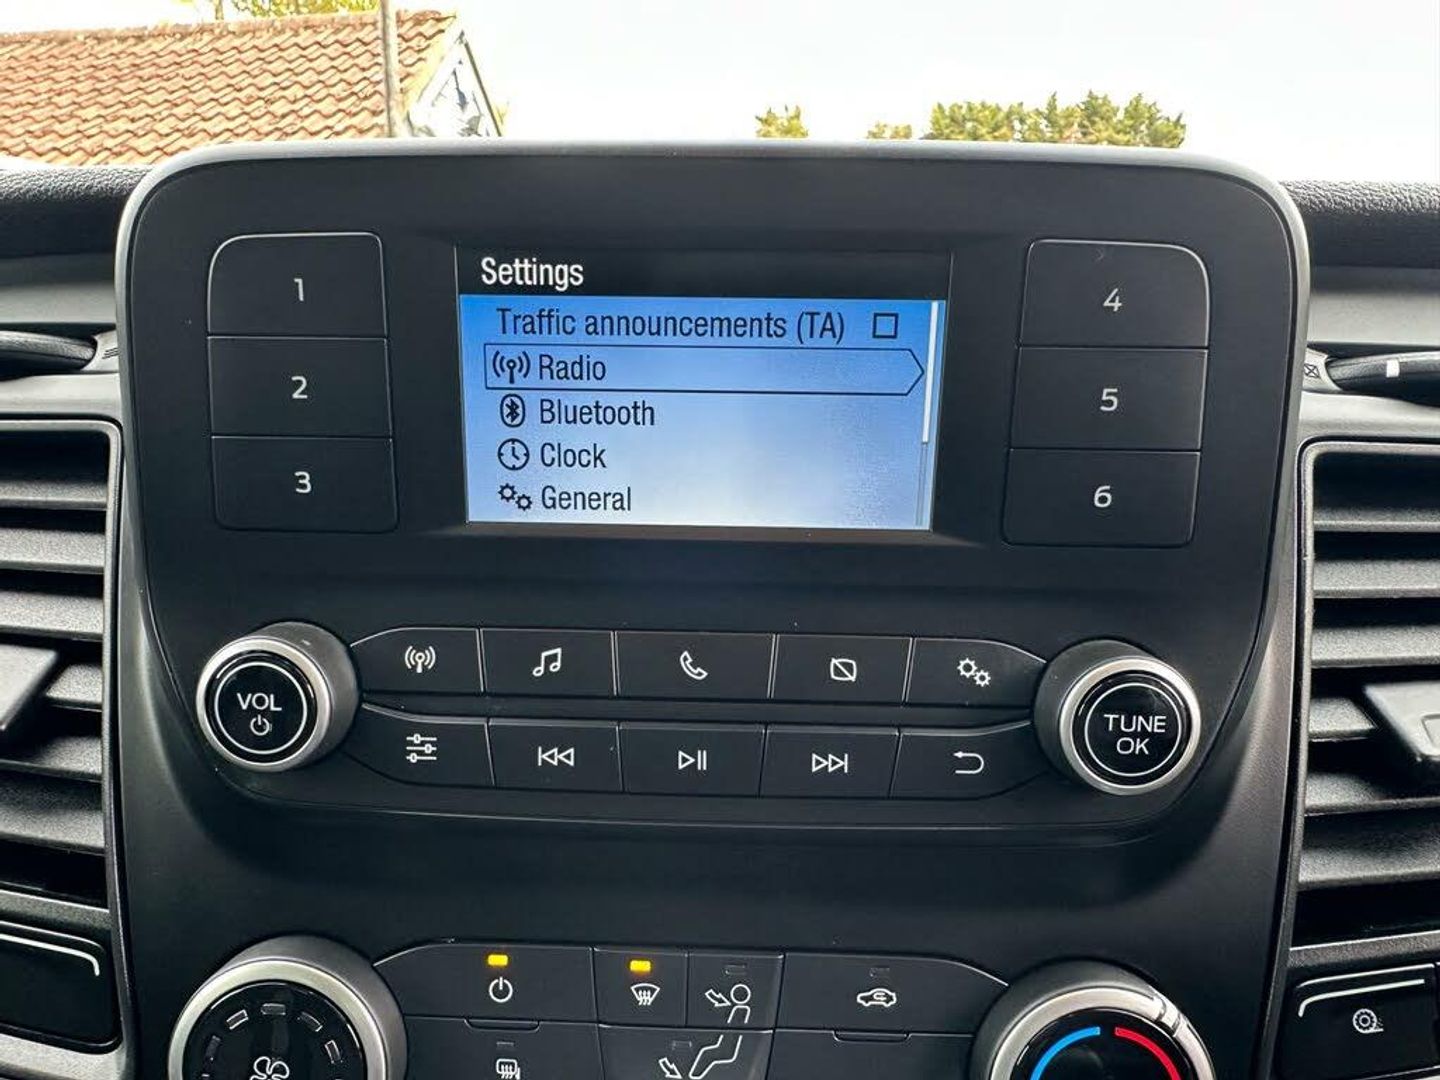 Settings
Traffic announcements (TA)
Radio
Bluetooth
Clock
General
1
2
3
4
5
6
VOL
TUNE
OK